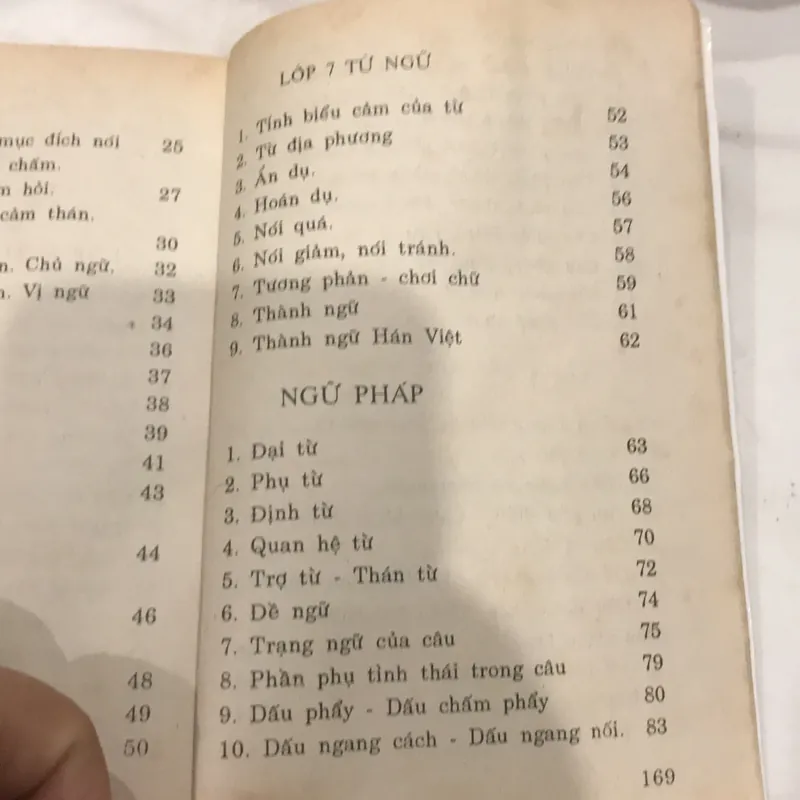 mục đích nói 25
chấm.
hỏi. 27
cảm thán.
30
Chủ ngữ. 32
Vị ngữ 33
34
36
37
38
39
41
43
44
46
48
49
50
LỚP 7 TỪ NGỮ
1. Tính biểu cảm của từ 52
2. Từ địa phương 53
3. Ẩn dụ. 54
4. Hoán dụ. 56
5. Nói quá. 57
6. Nói giảm, nói tránh. 58
7. Tương phản - chơi chữ 59
8. Thành ngữ 61
9. Thành ngữ Hán Việt 62
NGỮ PHÁP
1. Dại từ 63
2. Phụ từ 66
3. Định từ 68
4. Quan hệ từ 70
5. Trợ từ - Thán từ 72
6. Dề ngữ 74
7. Trạng ngữ của câu 75
8. Phần phụ tình thái trong câu 79
9. Dấu phẩy - Dấu chấm phẩy 80
10. Dấu ngang cách - Dấu ngang nối. 83
169